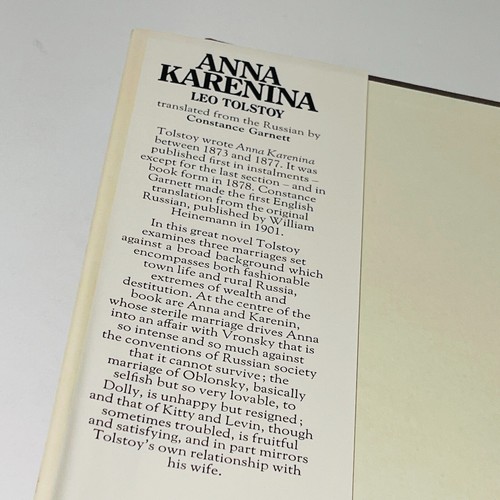 ANNA
KARENINA
LEO TOLSTOY
translated from the Russian by
Constance Garnett
Tolstoy wrote Anna Karenina
between 1873 and 1877. It was
published first in instalments –
except for the last section – and in
book form in 1878. Constance
Garnett made the first English
translation from the original
Russian, published by William
Heinemann in 1901.
In this great novel Tolstoy
examines three marriages set
against a broad background which
encompasses both fashionable
town life and rural Russia,
extremes of wealth and
destitution. At the centre of the
book are Anna and Karenin,
whose sterile marriage drives Anna
into an affair with Vronsky that is
so intense and so much against
the conventions of Russian society
that it cannot survive; the
marriage of Oblonsky, basically
selfish but so very lovable, to
Dolly, is unhappy but resigned;
and that of Kitty and Levin, though
sometimes troubled, is fruitful
and satisfying, and in part mirrors
Tolstoy's own relationship with
his wife.